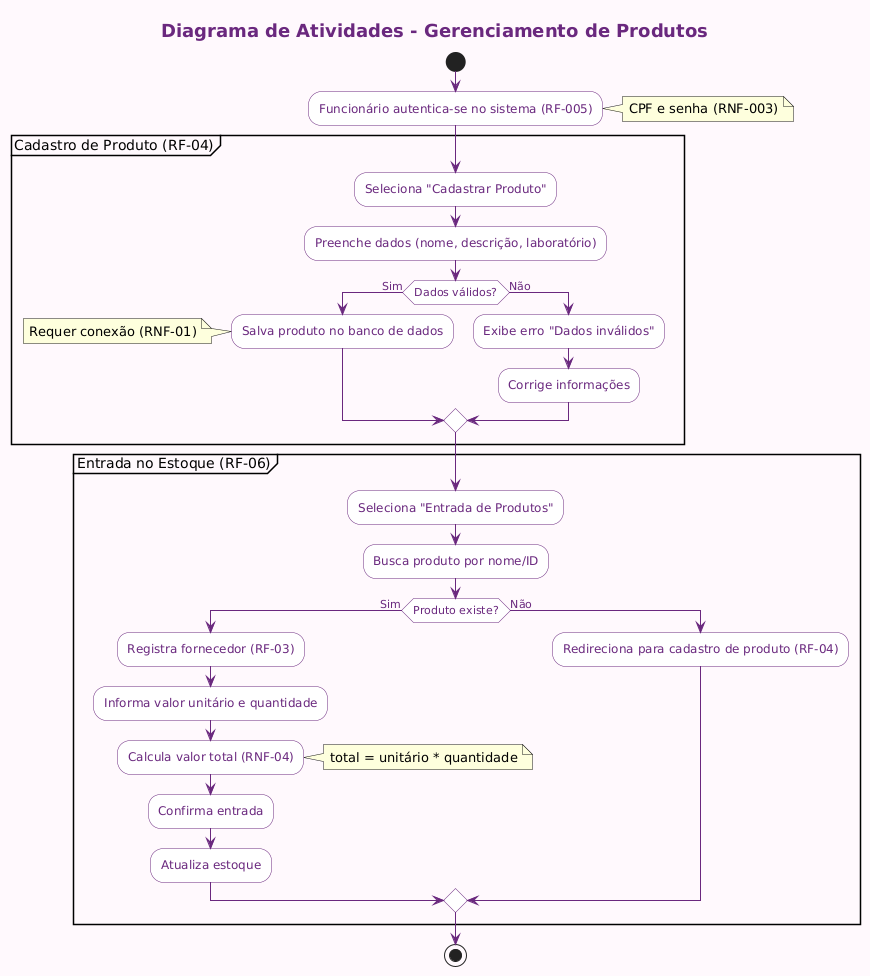 Diagrama de Atividades - Gerenciamento de Produtos
Funcionário autentica-se no sistema (RF-005)
CPF e senha (RNF-003)
Cadastro de Produto (RF-04)
Seleciona "Cadastrar Produto"
Preenche dados (nome, descrição, laboratório)
Sim
Dados válidos?
Não
Requer conexão (RNF-01)
Salva produto no banco de dados
Exibe erro "Dados inválidos"
Corrige informações
Entrada no Estoque (RF-06)
Seleciona "Entrada de Produtos"
Busca produto por nome/ID
Sim
Produto existe?
Não
Registra fornecedor (RF-03)
Redireciona para cadastro de produto (RF-04)
Informa valor unitário e quantidade
Calcula valor total (RNF-04)
total = unitário * quantidade
Confirma entrada
Atualiza estoque